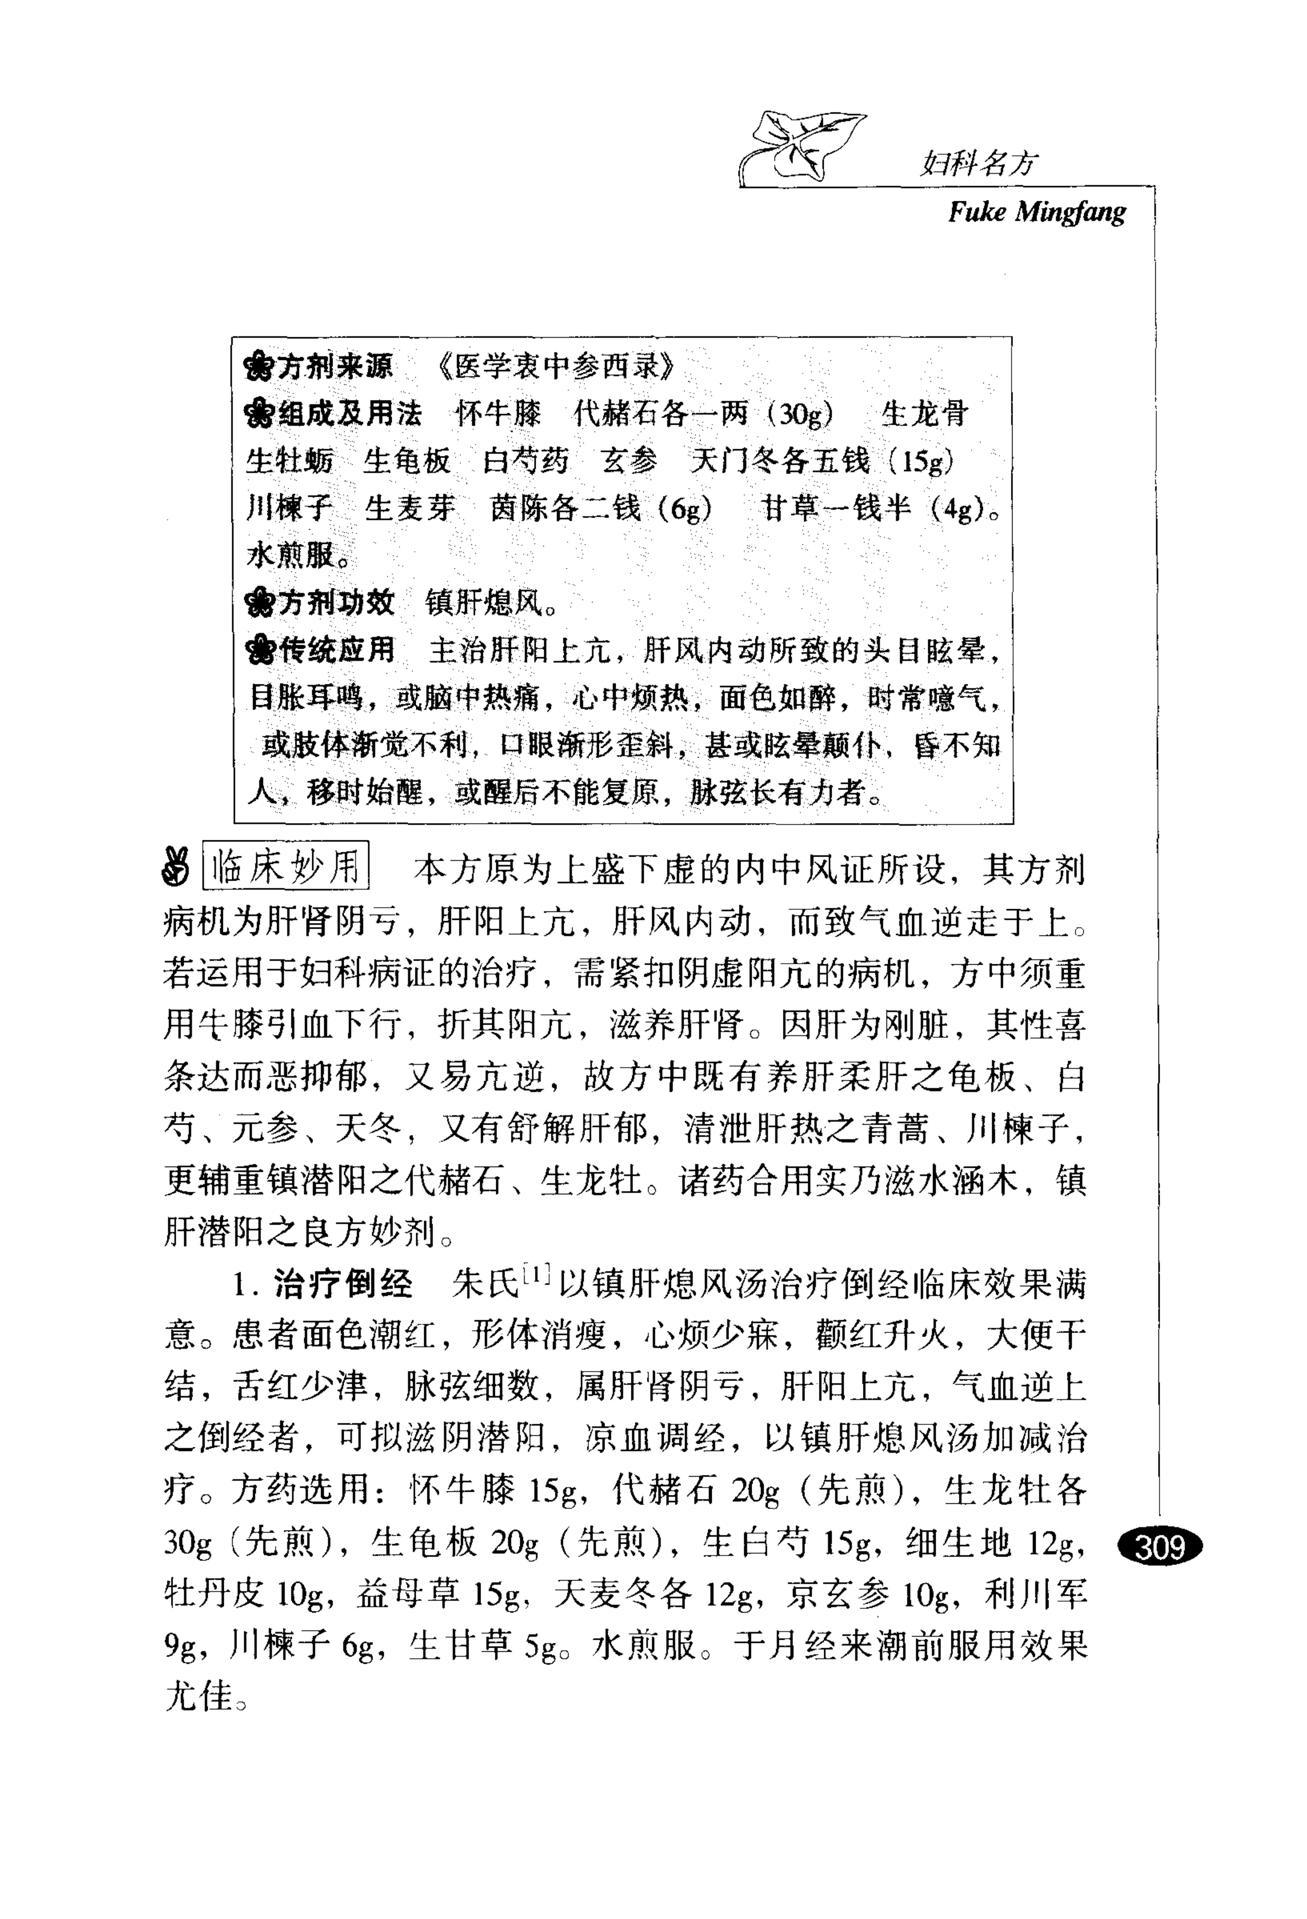 妇科名方
Fuke Mingfang
方剂来源 《医学衷中参西录》
组成及用法 怀牛膝 代赭石各一两（30g） 生龙骨
生牡蛎 生龟板 白芍药 玄参 天门冬各五钱（15g）
川楝子 生麦芽 茵陈各二钱（6g） 甘草一钱半（4g）。
水煎服。
方剂功效 镇肝熄风。
传统应用 主治肝阳上亢，肝风内动所致的头目眩晕，
目胀耳鸣，或脑中热痛，心中烦热，面色如醉，时常噫气，
或肢体渐觉不利，口眼渐形歪斜，甚或眩晕颠仆，昏不知
人，移时始醒，或醒后不能复原，脉弦长有力者。
临床妙用 本方原为上盛下虚的内中风证所设，其方剂
病机为肝肾阴亏，肝阳上亢，肝风内动，而致气血逆走于上。
若运用于妇科病证的治疗，需紧扣阴虚阳亢的病机，方中须重
用牛膝引血下行，折其阳亢，滋养肝肾。因肝为刚脏，其性喜
条达而恶抑郁，又易亢逆，故方中既有养肝柔肝之龟板、白
芍、元参、天冬，又有舒解肝郁，清泄肝热之青蒿、川楝子，
更辅重镇潜阳之代赭石、生龙牡。诸药合用实乃滋水涵木，镇
肝潜阳之良方妙剂。
1. 治疗倒经 朱氏[1]以镇肝熄风汤治疗倒经临床效果满
意。患者面色潮红，形体消瘦，心烦少寐，颧红升火，大便干
结，舌红少津，脉弦细数，属肝肾阴亏，肝阳上亢，气血逆上
之倒经者，可拟滋阴潜阳，凉血调经，以镇肝熄风汤加减治
疗。方药选用：怀牛膝 15g，代赭石 20g（先煎），生龙牡各
30g（先煎），生龟板 20g（先煎），生白芍 15g，细生地 12g，
牡丹皮 10g，益母草 15g，天麦冬各 12g，京玄参 10g，利川军
9g，川楝子 6g，生甘草 5g。水煎服。于月经来潮前服用效果
尤佳。
309